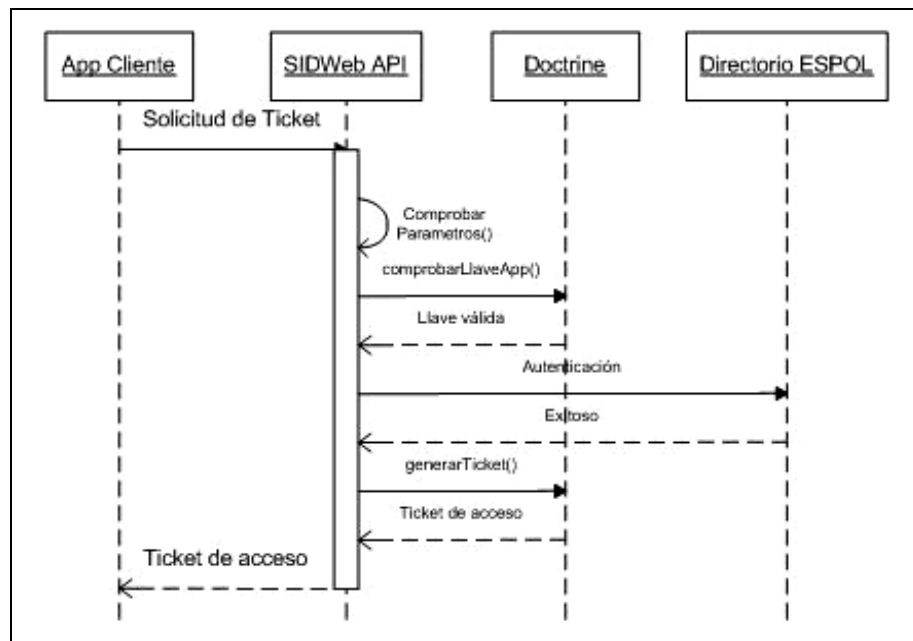 App Cliente
SIDWeb API
Doctrine
Directorio ESPOL
Solicitud de Ticket
Comprobar
Parametros()
comprobarLlaveApp()
Llave válida
Autenticación
Exitoso
generarTicket()
Ticket de acceso
Ticket de acceso